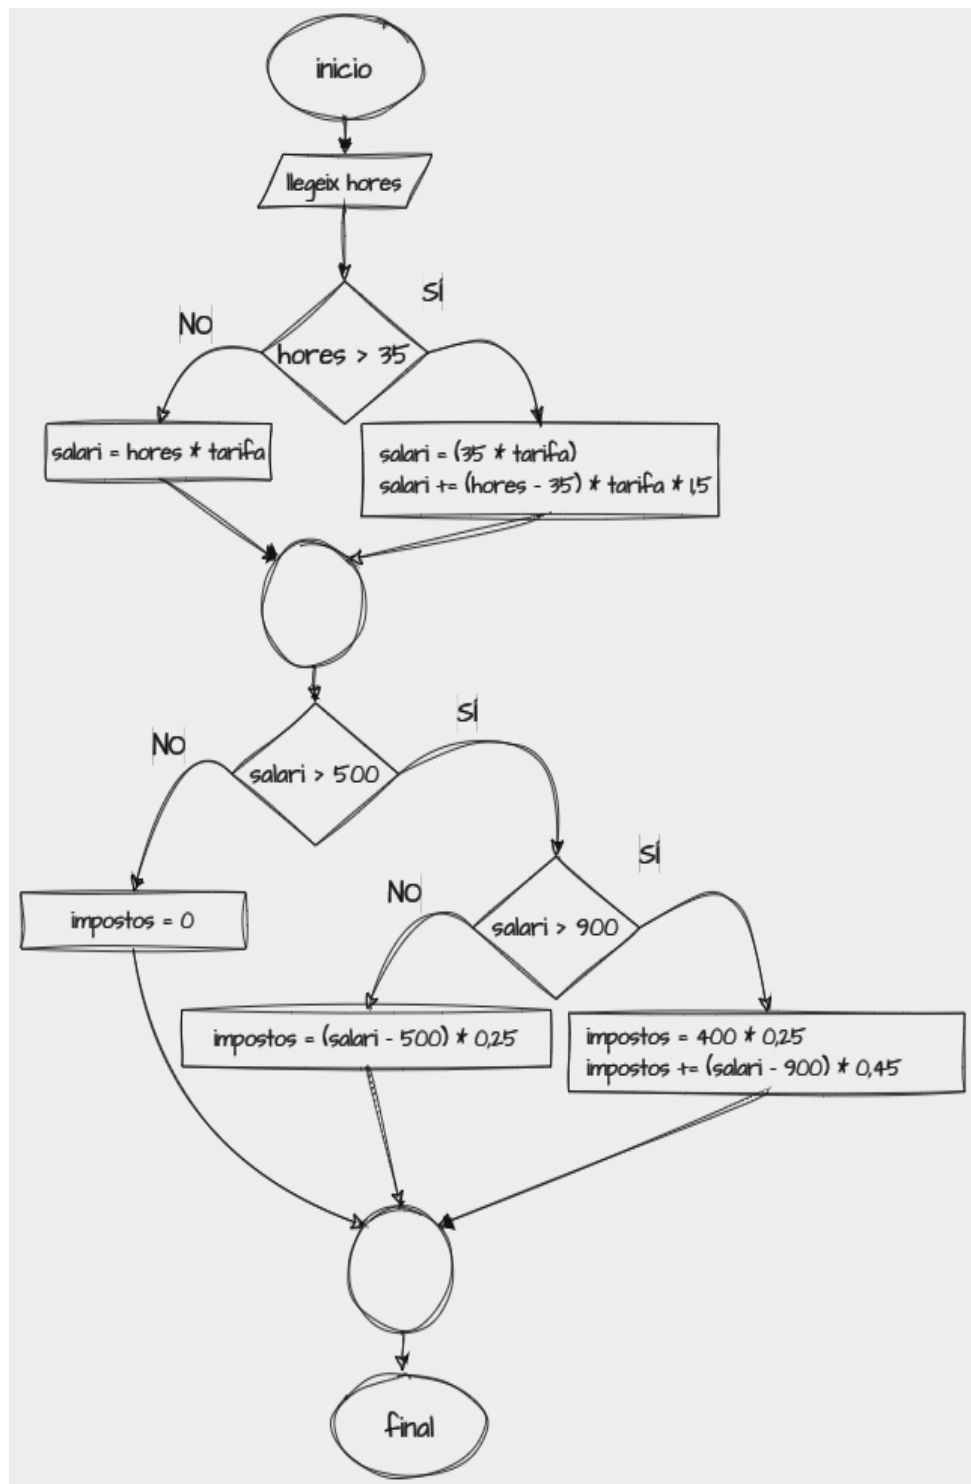 inicio
llegeix hores
SÍ
NO
hores > 35
salari = hores * tarifa
salari = (35 * tarifa)
salari += (hores - 35) * tarifa * 1,5
SÍ
NO
salari > 500
SÍ
NO
impostos = 0
salari > 900
impostos = (salari - 500) * 0,25
impostos = 400 * 0,25
impostos += (salari - 900) * 0,45
final